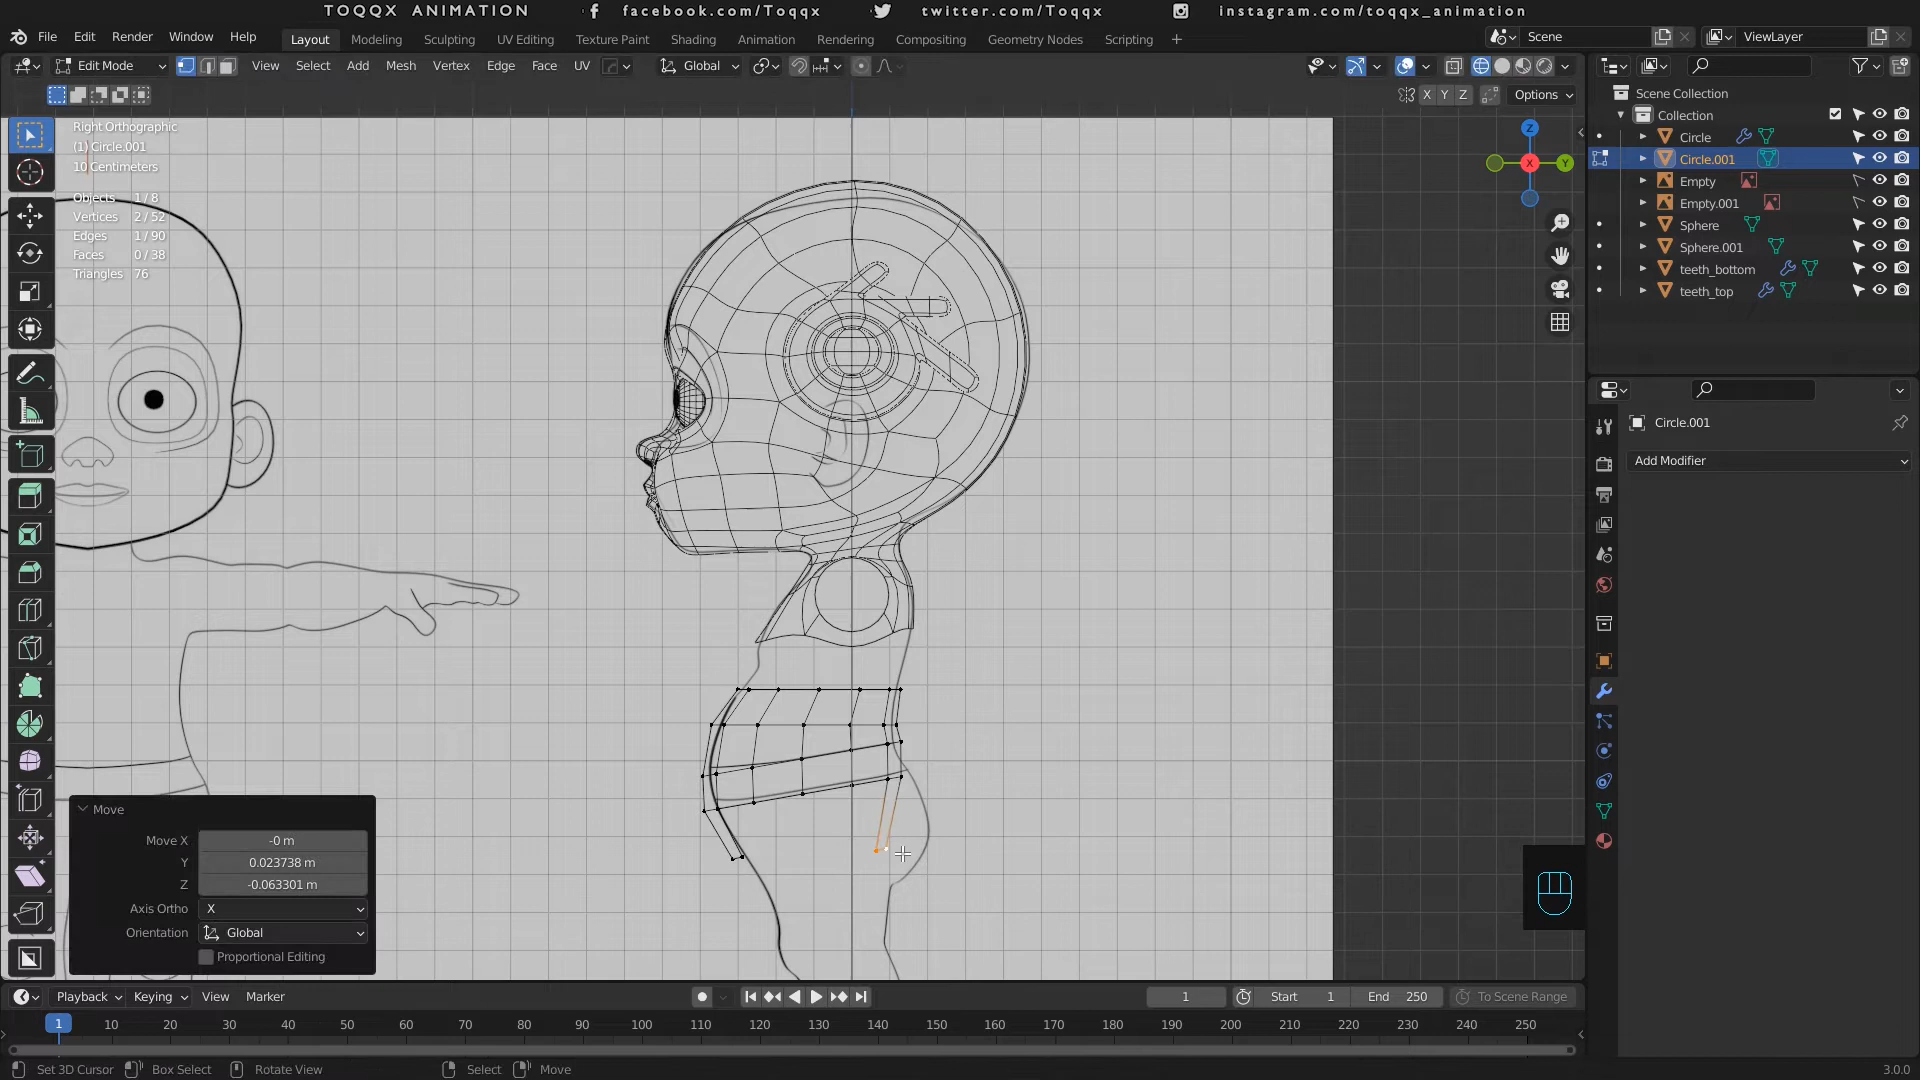 TOQQX ANIMATION facebook.com/Toqqx twitter.com/Toqqx instagram.com/toqqx_animation
File Edit Render Window Help Layout Modeling Sculpting UV Editing Texture Paint Shading Animation Rendering Compositing Geometry Nodes Scripting + Scene ViewLayer
Edit Mode View Select Add Mesh Vertex Edge Face UV Global
X Y Z Options
Right Orthographic
(1) Circle.001
10 Centimeters
Objects 1/8
Vertices 2/52
Edges 1/90
Faces 0/38
Triangles 76
Z
X
Y
Scene Collection
Collection
Circle
Circle.001
Empty
Empty.001
Sphere
Sphere.001
teeth_bottom
teeth_top
Circle.001
Add Modifier
Move
Move X -0 m
Y 0.023738 m
Z -0.063301 m
Axis Ortho X
Orientation Global
Proportional Editing
Playback Keying View Marker 1 Start 1 End 250 To Scene Range
1 10 20 30 40 50 60 70 80 90 100 110 120 130 140 150 160 170 180 190 200 210 220 230 240 250
Set 3D Cursor Box Select Rotate View Select Move 3.0.0